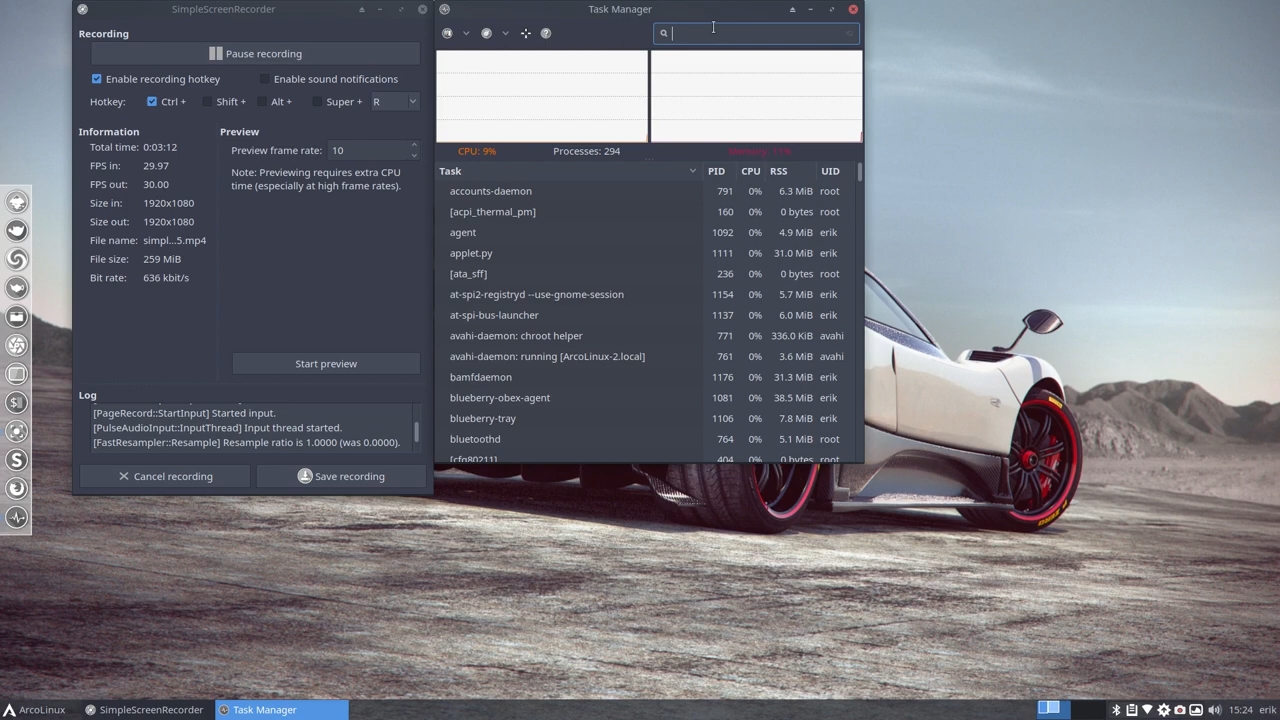 SimpleScreenRecorder
Recording
Pause recording
Enable recording hotkey
Enable sound notifications
Hotkey:
Ctrl +
Shift +
Alt +
Super +
R
Information
Total time: 0:03:12
FPS in: 29.97
FPS out: 30.00
Size in: 1920x1080
Size out: 1920x1080
File name: simpl...5.mp4
File size: 259 MiB
Bit rate: 636 kbit/s
Preview
Preview frame rate: 10
Note: Previewing requires extra CPU
time (especially at high frame rates).
Start preview
Log
[PageRecord::StartInput] Started input.
[PulseAudioInput::InputThread] Input thread started.
[FastResampler::Resample] Resample ratio is 1.0000 (was 0.0000).
Cancel recording
Save recording
Task Manager
CPU: 9%
Processes: 294
Memory: 11%
Task PID CPU RSS UID
accounts-daemon 791 0% 6.3 MiB root
[acpi_thermal_pm] 160 0% 0 bytes root
agent 1092 0% 4.9 MiB erik
applet.py 1111 0% 31.0 MiB erik
[ata_sff] 236 0% 0 bytes root
at-spi2-registryd --use-gnome-session 1154 0% 5.7 MiB erik
at-spi-bus-launcher 1137 0% 6.0 MiB erik
avahi-daemon: chroot helper 771 0% 336.0 KiB avahi
avahi-daemon: running [ArcoLinux-2.local] 761 0% 3.6 MiB avahi
bamfdaemon 1176 0% 31.3 MiB erik
blueberry-obex-agent 1081 0% 38.5 MiB erik
blueberry-tray 1106 0% 7.8 MiB erik
bluetoothd 764 0% 5.1 MiB root
[cfg80211] 404 0% 0 bytes root
ArcoLinux
SimpleScreenRecorder
Task Manager
15:24 erik